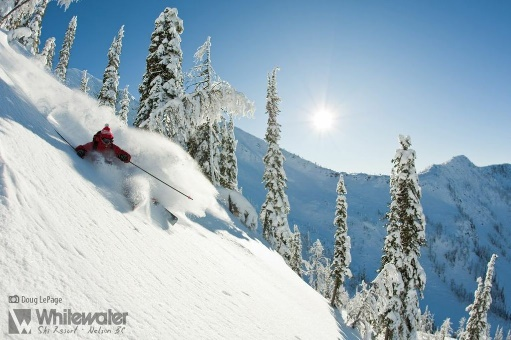 Doug LePage
Whitewater
Ski Resort - Nelson BC